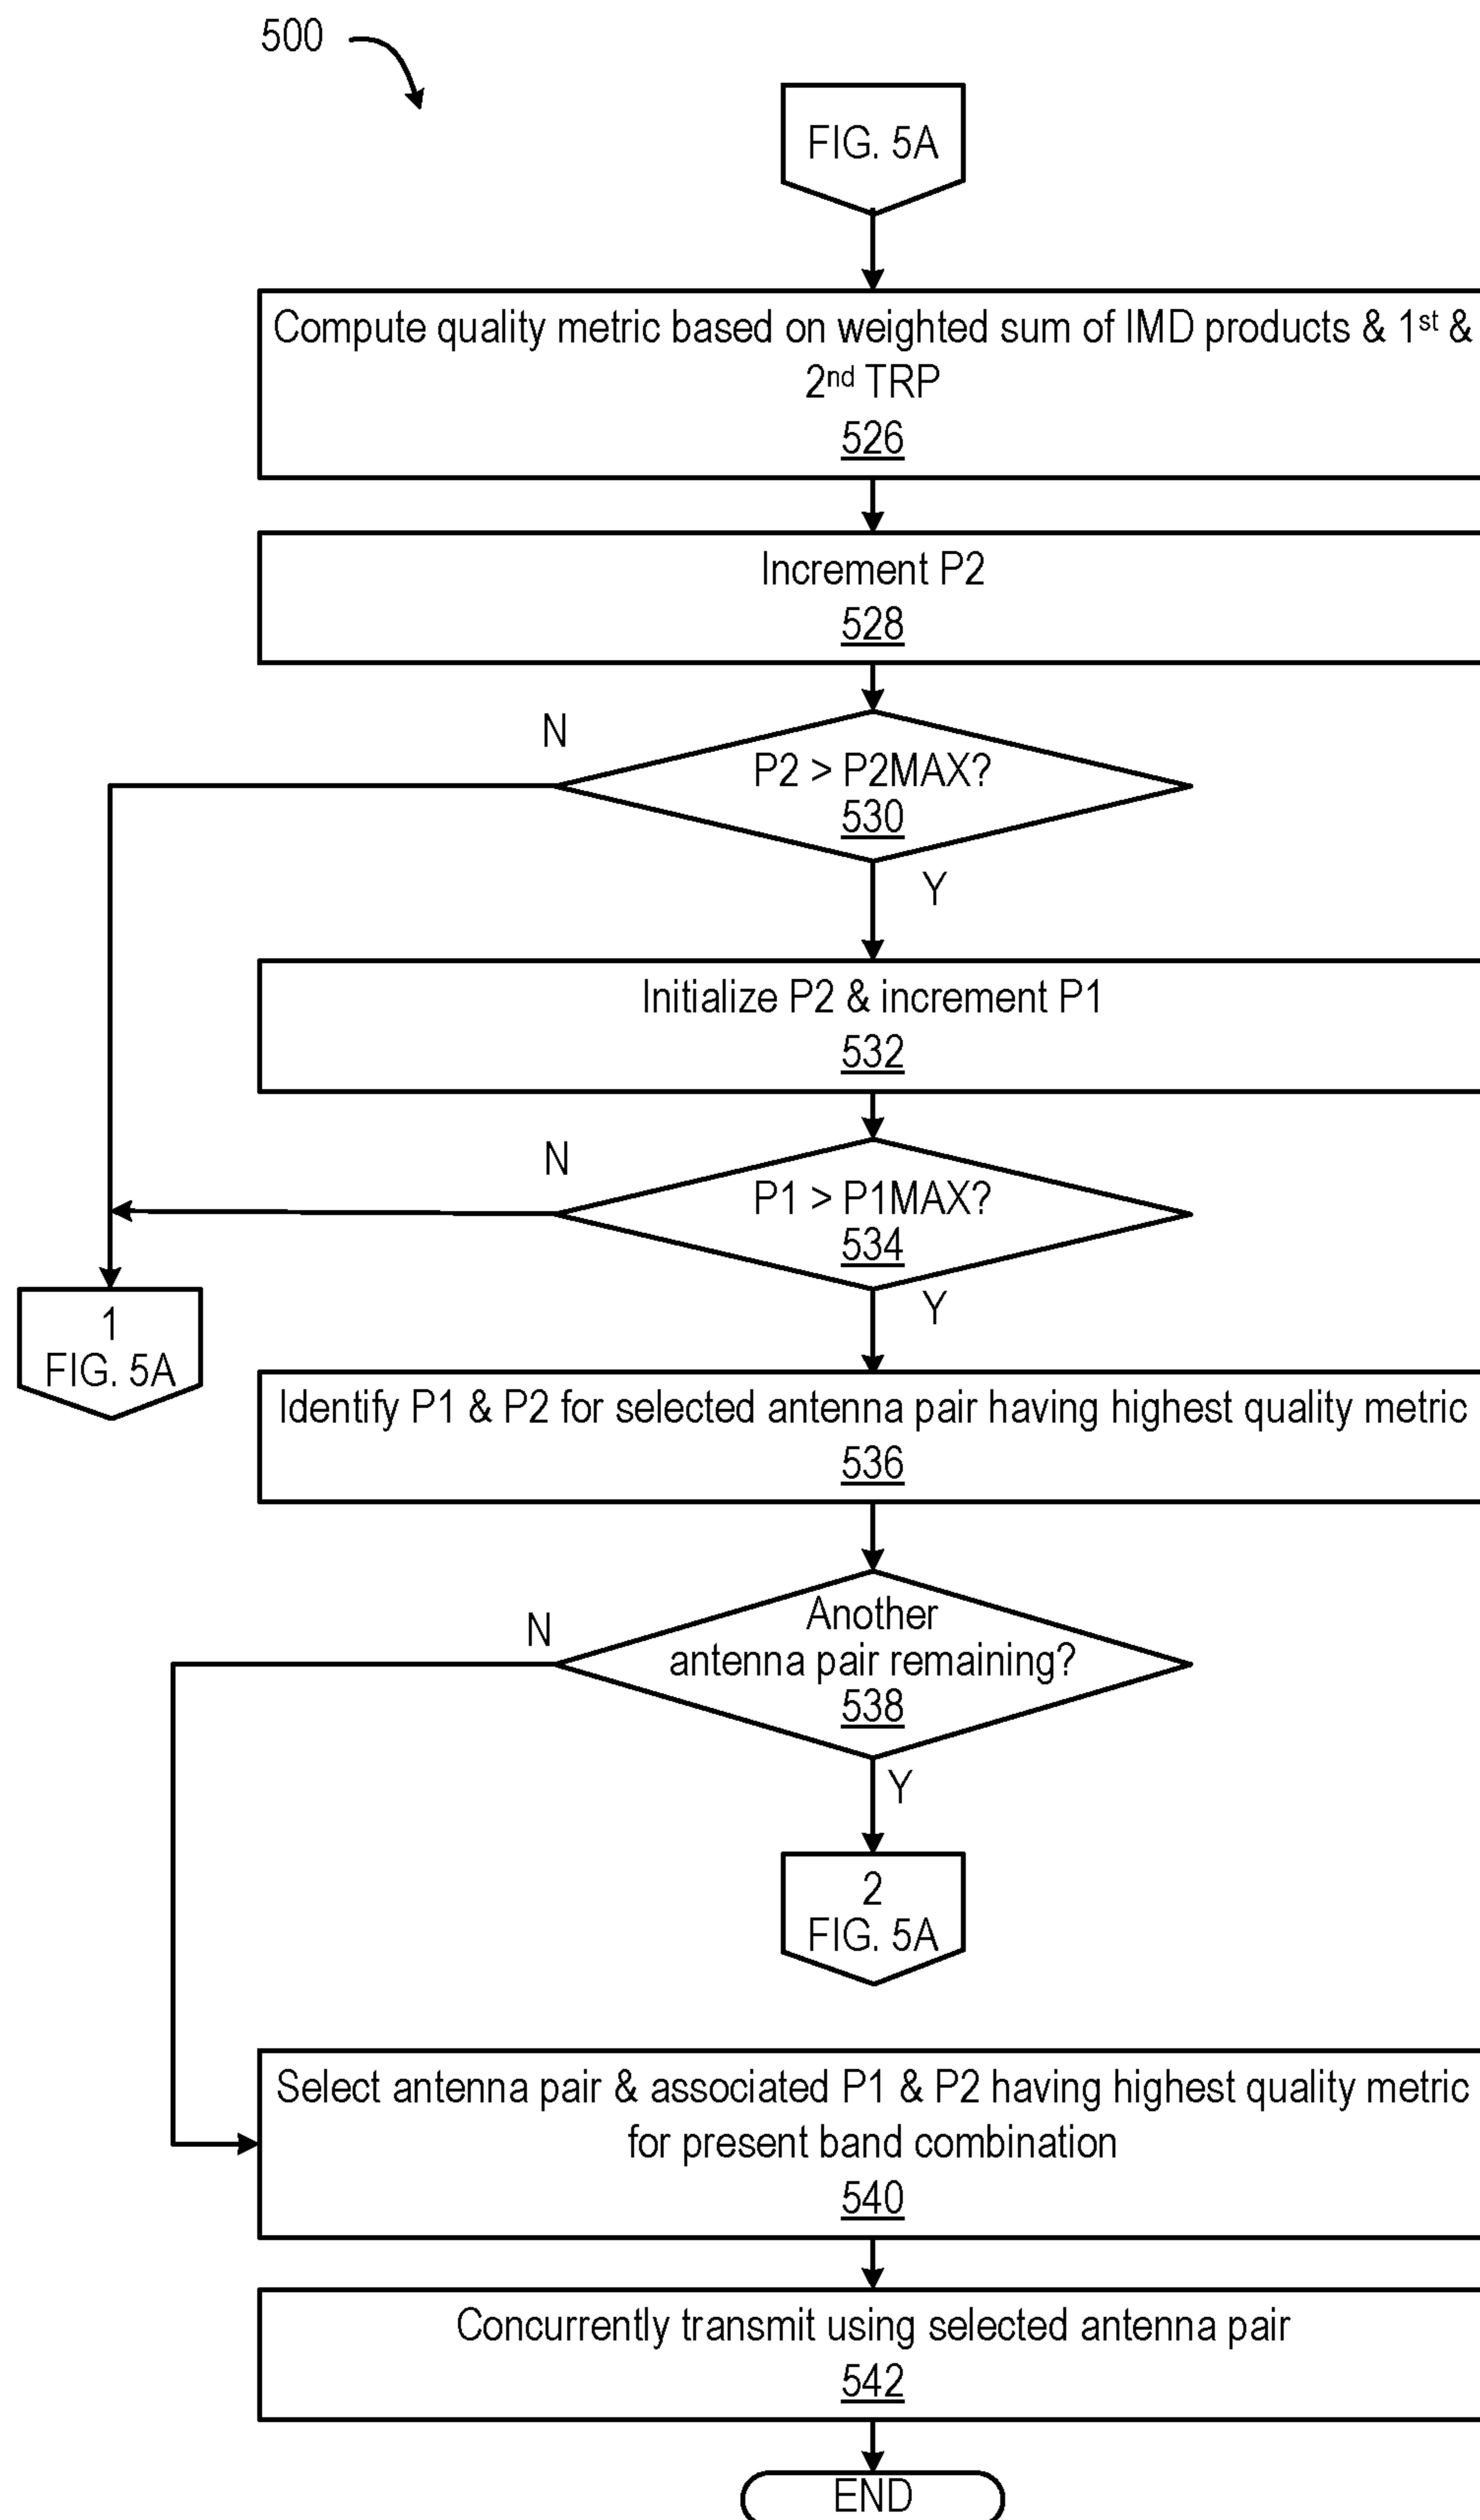 500
FIG. 5A
Compute quality metric based on weighted sum of IMD products & 1st &
2nd TRP
526
Increment P2
528
N
P2 > P2MAX?
530
Y
Initialize P2 & increment P1
532
N
P1 > P1MAX?
534
Y
1
FIG. 5A
Identify P1 & P2 for selected antenna pair having highest quality metric
536
N
Another
antenna pair remaining?
538
Y
2
FIG. 5A
Select antenna pair & associated P1 & P2 having highest quality metric
for present band combination
540
Concurrently transmit using selected antenna pair
542
END